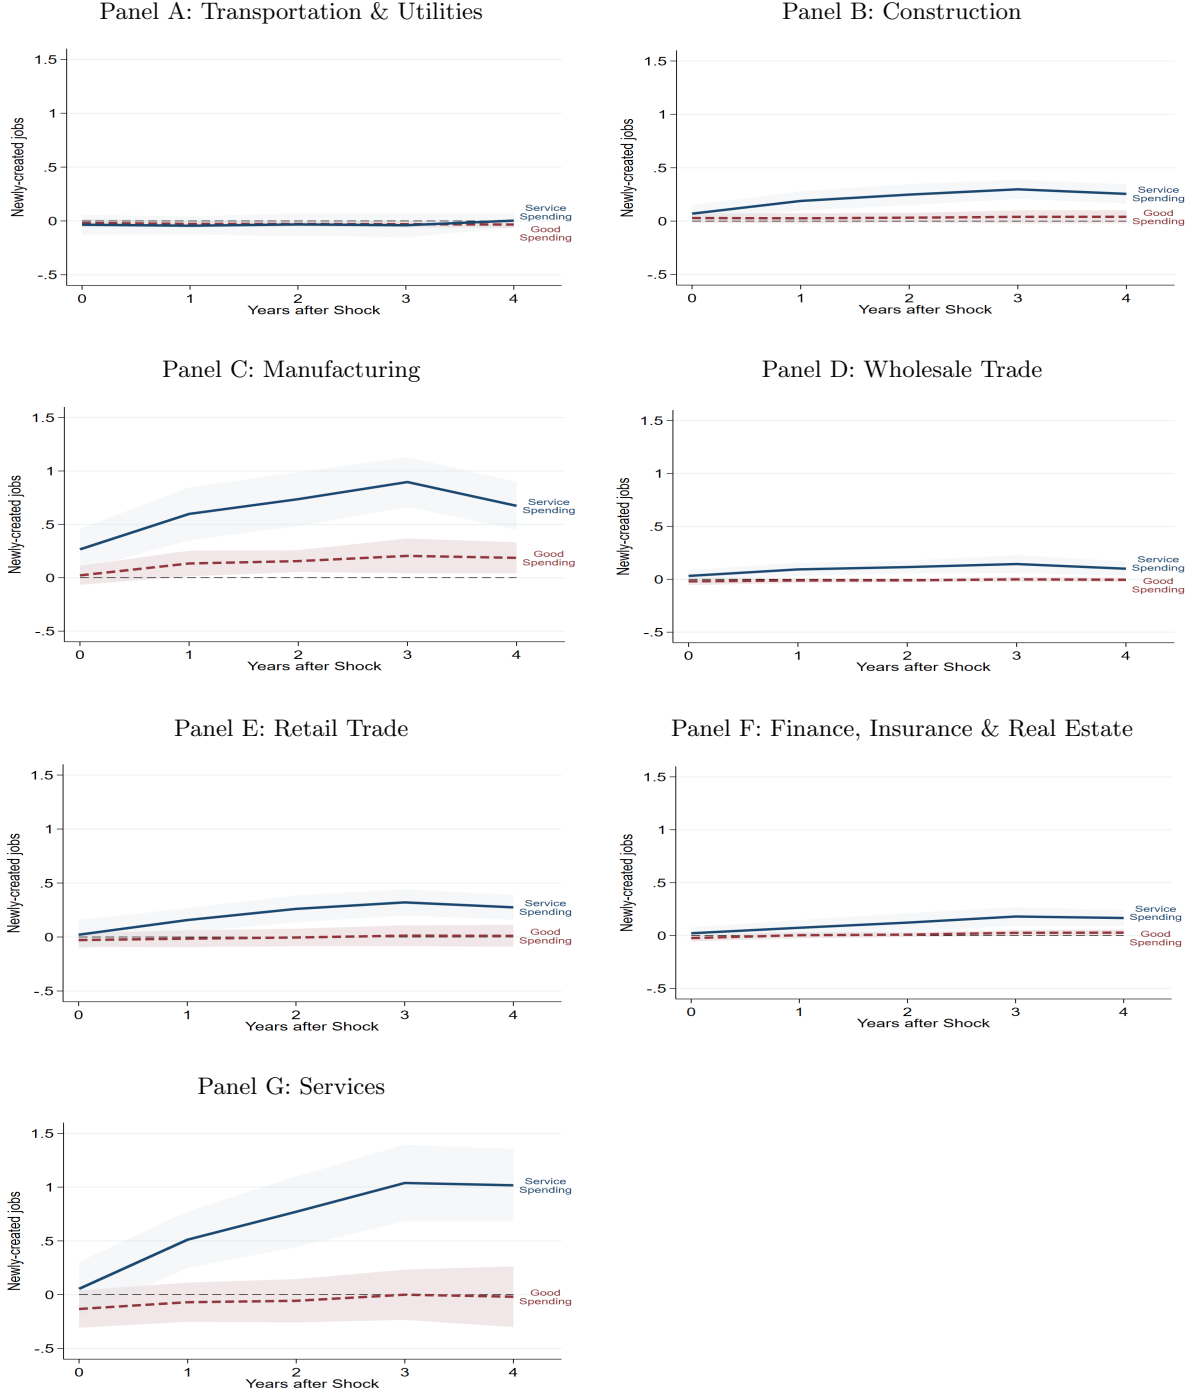 Panel A: Transportation & Utilities
Newly-created jobs
1.5
1
.5
0
-.5
Service
Spending
Good
Spending
0 1 2 3 4
Years after Shock
Panel B: Construction
Newly-created jobs
1.5
1
.5
0
-.5
Service
Spending
Good
Spending
0 1 2 3 4
Years after Shock
Panel C: Manufacturing
Newly-created jobs
1.5
1
.5
0
-.5
Service
Spending
Good
Spending
0 1 2 3 4
Years after Shock
Panel D: Wholesale Trade
Newly-created jobs
1.5
1
.5
0
-.5
Service
Spending
Good
Spending
0 1 2 3 4
Years after Shock
Panel E: Retail Trade
Newly-created jobs
1.5
1
.5
0
-.5
Service
Spending
Good
Spending
0 1 2 3 4
Years after Shock
Panel F: Finance, Insurance & Real Estate
Newly-created jobs
1.5
1
.5
0
-.5
Service
Spending
Good
Spending
0 1 2 3 4
Years after Shock
Panel G: Services
Newly-created jobs
1.5
1
.5
0
-.5
Service
Spending
Good
Spending
0 1 2 3 4
Years after Shock